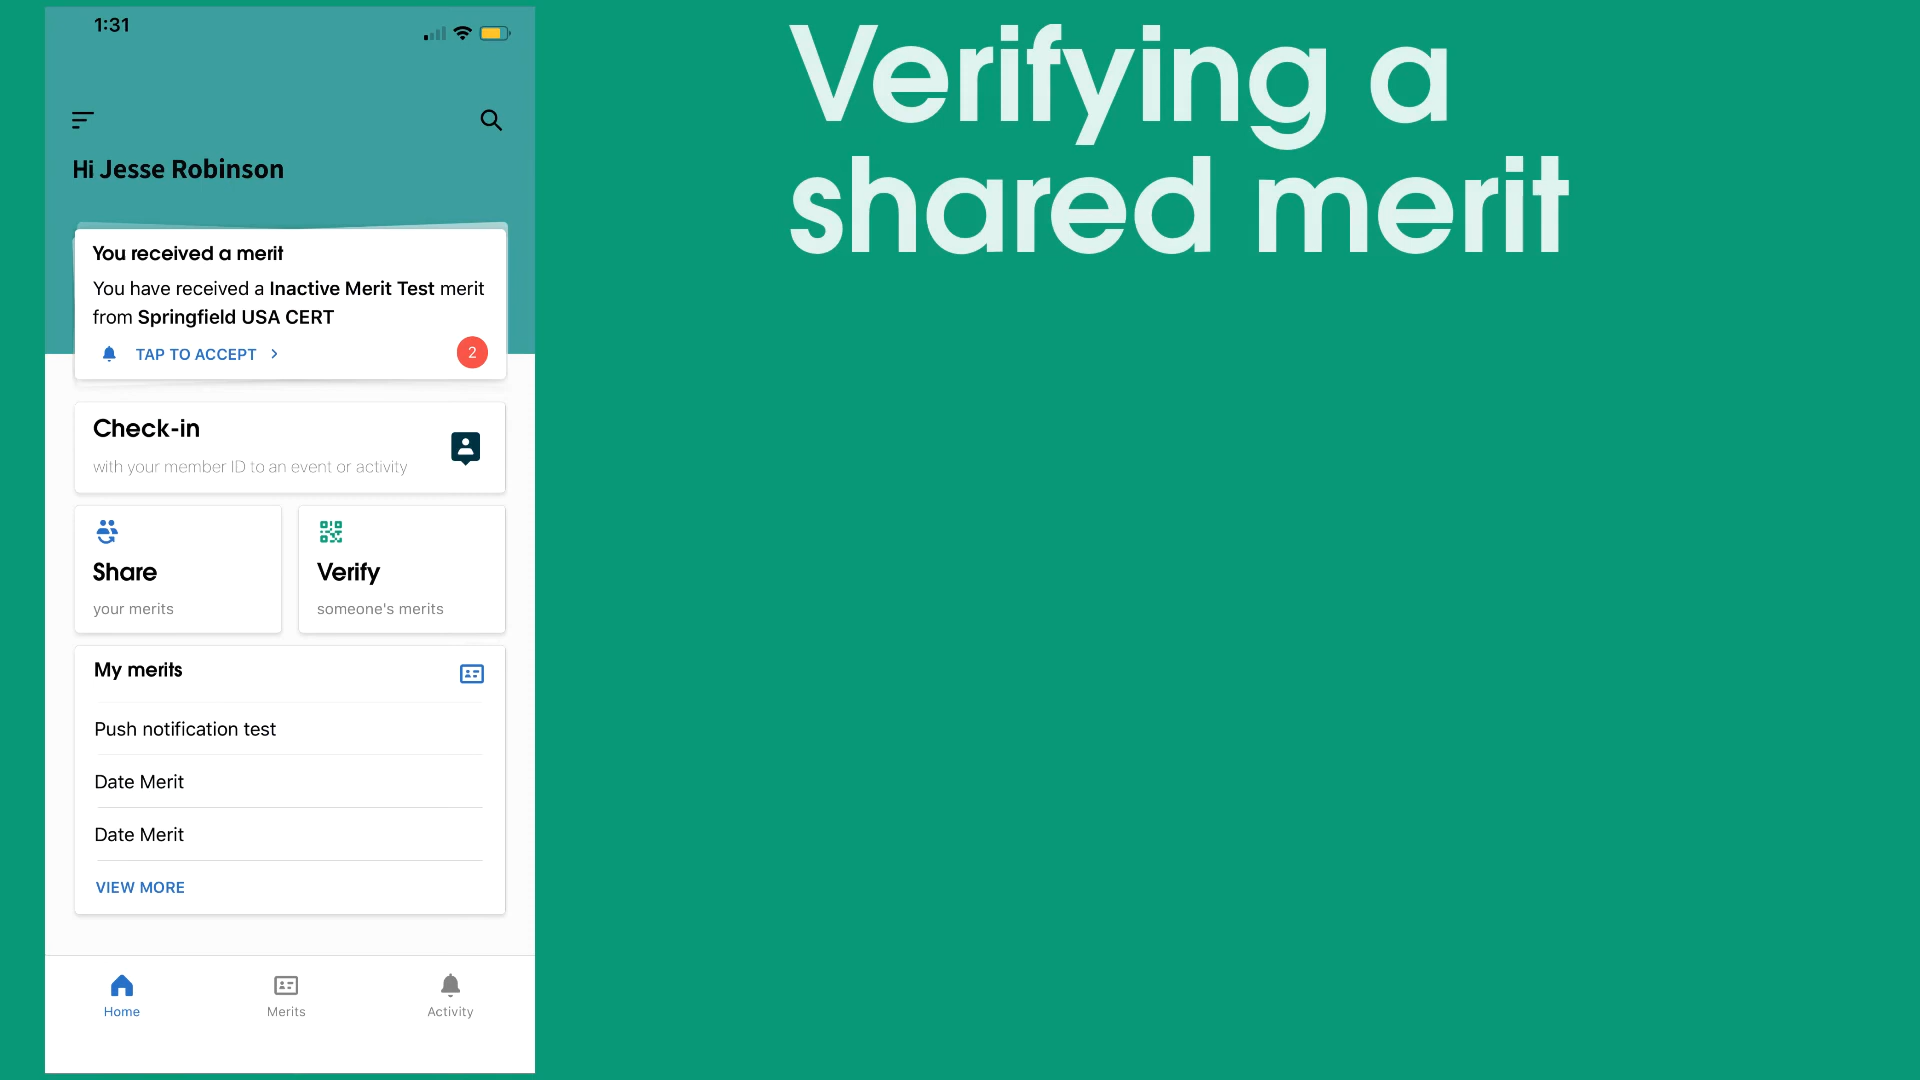 1:31
Verifying a
shared merit
Hi Jesse Robinson
You received a merit
You have received a Inactive Merit Test merit
from Springfield USA CERT
TAP TO ACCEPT
2
Check-in
with your member ID to an event or activity
Share
your merits
Verify
someone's merits
My merits
Push notification test
Date Merit
Date Merit
VIEW MORE
Home
Merits
Activity